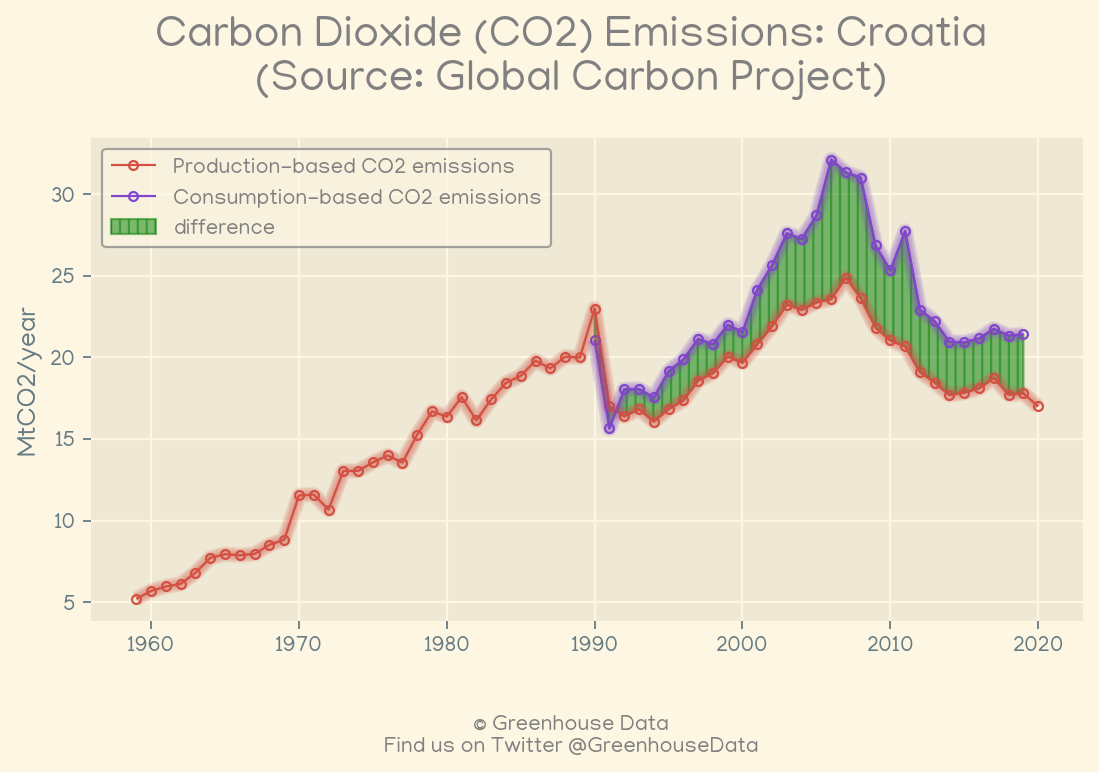 Carbon Dioxide (CO2) Emissions: Croatia
(Source: Global Carbon Project)
Production-based CO2 emissions
Consumption-based CO2 emissions
difference
MtCO2/year
30
25
20
15
10
5
1960 1970 1980 1990 2000 2010 2020
© Greenhouse Data
Find us on Twitter @GreenhouseData